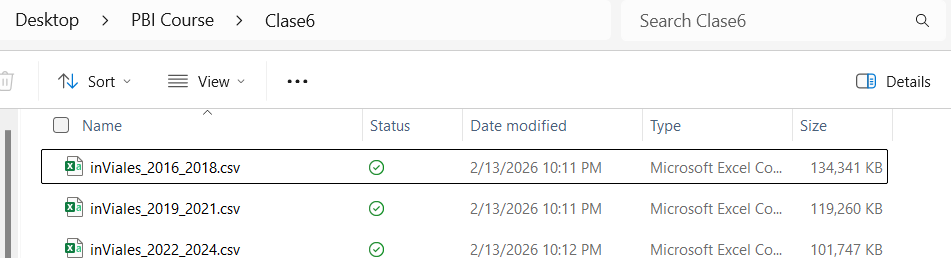 Desktop > PBI Course > Clase6 Search Clase6
Sort View ... Details
Name Status Date modified Type Size
inViales_2016_2018.csv 2/13/2026 10:11 PM Microsoft Excel Co... 134,341 KB
inViales_2019_2021.csv 2/13/2026 10:11 PM Microsoft Excel Co... 119,260 KB
inViales_2022_2024.csv 2/13/2026 10:12 PM Microsoft Excel Co... 101,747 KB